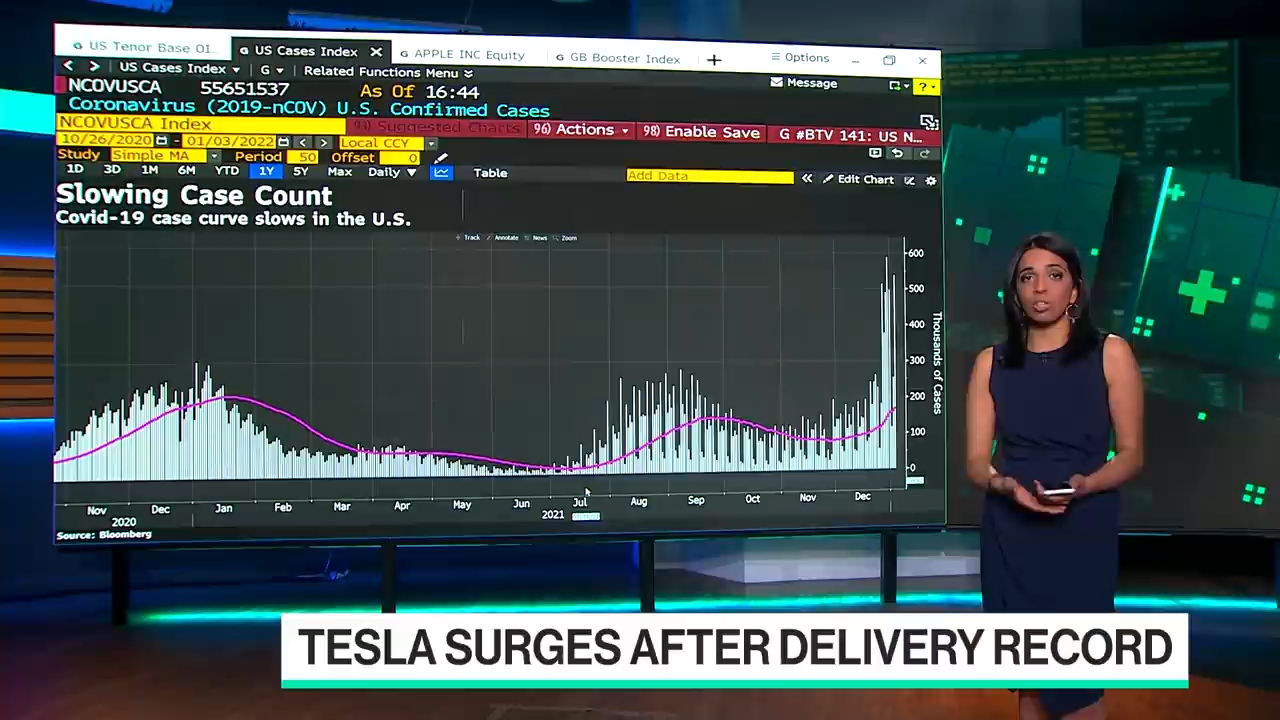 G US Tenor Base OI.. G US Cases Index × G APPLE INC Equity G GB Booster Index + Options
< > US Cases Index G Related Functions Menu
NCOVUSCA 55651537 As Of 16:44 Message
Coronavirus (2019-nCOV) U.S. Confirmed Cases
NCOVUSCA Index 94) Suggested Charts 96) Actions 98) Enable Save G #BTV 141: US N...
10/26/2020 - 01/03/2022 < > Local CCY
Study Simple MA Period 50 Offset 0
1D 3D 1M 6M YTD 1Y 5Y Max Daily ▼ Table Add Data « Edit Chart
Slowing Case Count
Covid-19 case curve slows in the U.S.
+ Track Annotate News Zoom
600
500
400
300
200
100
0
Thousands of Cases
Nov Dec Jan Feb Mar Apr May Jun Jul Aug Sep Oct Nov Dec
2020 2021
Source: Bloomberg
TESLA SURGES AFTER DELIVERY RECORD